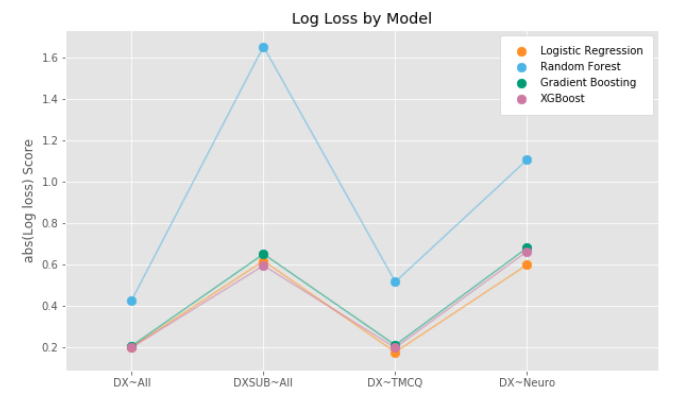 Log Loss by Model
Logistic Regression
Random Forest
Gradient Boosting
XGBoost
abs(Log loss) Score
1.6
1.4
1.2
1.0
0.8
0.6
0.4
0.2
DX~All DXSUB~All DX~TMCQ DX~Neuro